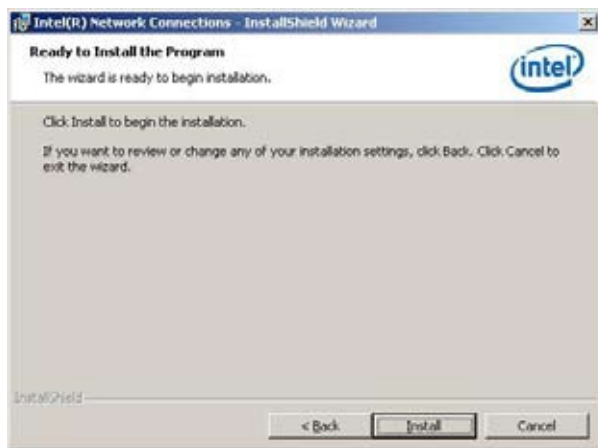 Intel(R) Network Connections - InstallShield Wizard
Ready to Install the Program
The wizard is ready to begin installation.
intel
Click Install to begin the installation.
If you want to review or change any of your installation settings, click Back. Click Cancel to
exit the wizard.
InstallShield
< Back
Install
Cancel